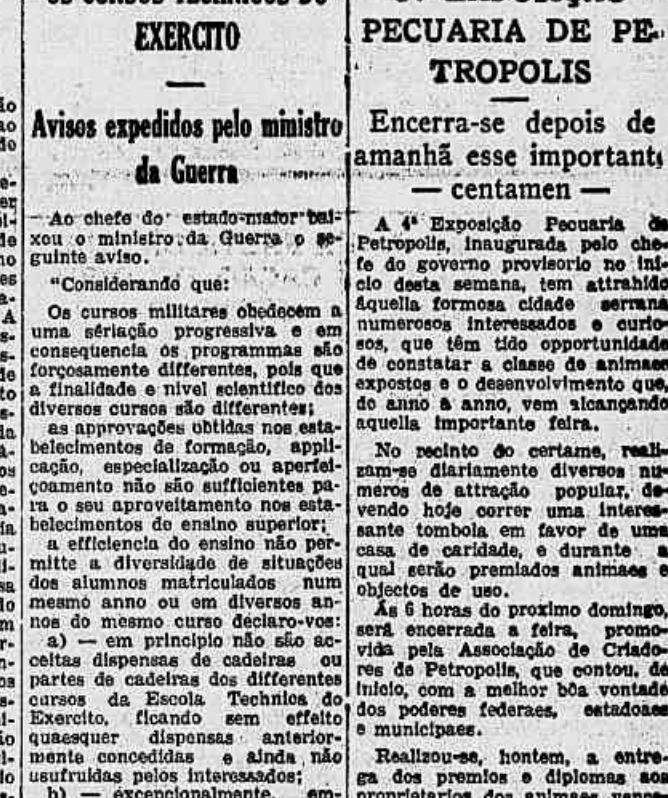 OS CURSOS TECHNICOS DO
EXERCITO
Avisos expedidos pelo ministro
da Guerra
Ao chefe do estado-maior bai-
xou o ministro da Guerra o se-
guinte aviso.
"Considerando que:
Os cursos militares obedecem a
uma sériação progressiva e em
consequencia os programmas são
forçosamente differentes, pois que
a finalidade e nivel scientifico dos
diversos cursos são differentes;
as approvações obtidas nos esta-
belecimentos de formação, appli-
cação, especialização ou aperfei-
çoamento não são sufficientes pa-
ra o seu aproveitamento nos esta-
belecimentos de ensino superior;
a efficiencia do ensino não per-
mitte a diversidade de situações
dos alumnos matriculados num
mesmo anno ou em diversos an-
nos do mesmo curso declaro-vos:
a) — em principio não são ac-
ceitas dispensas de cadeiras ou
partes de cadeiras dos differentes
cursos da Escola Technica do
Exercito, ficando sem effeito
quaesquer dispensas anterior-
mente concedidas e ainda não
usufruidas pelos interessados;
b) — excepcionalmente, em-
EXPOSIÇÃO
PECUARIA DE PE-
TROPOLIS
Encerra-se depois de
amanhã esse important
— centamen —
A 4ª Exposição Pecuaria de
Petropolis, inaugurada pelo che-
fe do governo provisorio no ini-
cio desta semana, tem attrahido
áquella formosa cidade serrana
numerosos interessados e curio-
sos, que têm tido opportunidade
de constatar a classe de animaes
expostos e o desenvolvimento que,
de anno a anno, vem alcançando
aquella importante feira.
No recinto do certame, reali-
zam-se diariamente diversos nu-
meros de attração popular, de-
vendo hoje correr uma interes-
sante tombola em favor de uma
casa de caridade, e durante a
qual serão premiados animaes e
objectos de uso.
Ás 6 horas do proximo domingo,
será encerrada a feira, promo-
vida pela Associação de Criado-
res de Petropolis, que contou, de
inicio, com a melhor bôa vontade
dos poderes federaes, estadoaes
e municipaes.
Realizou-se, hontem, a entre-
ga dos premios e diplomas aos
proprietarios dos animaes